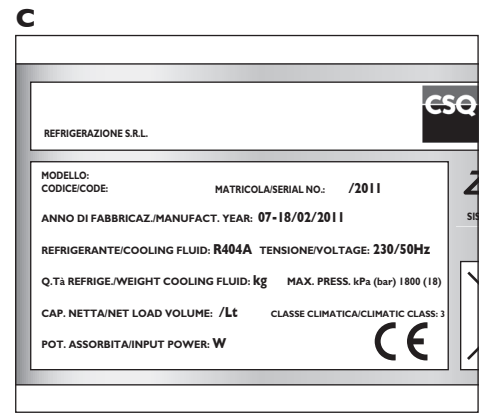 C
CSQ
REFRIGERAZIONE S.R.L.
MODELLO:
CODICE/CODE: MATRICOLA/SERIAL NO.: /2011
ANNO DI FABBRICAZ./MANUFACT. YEAR: 07-18/02/2011
REFRIGERANTE/COOLING FLUID: R404A TENSIONE/VOLTAGE: 230/50Hz
Q.Tà REFRIGE./WEIGHT COOLING FLUID: kg MAX. PRESS. kPa (bar) 1800 (18)
CAP. NETTA/NET LOAD VOLUME: /Lt CLASSE CLIMATICA/CLIMATIC CLASS: 3
POT. ASSORBITA/INPUT POWER: W CE